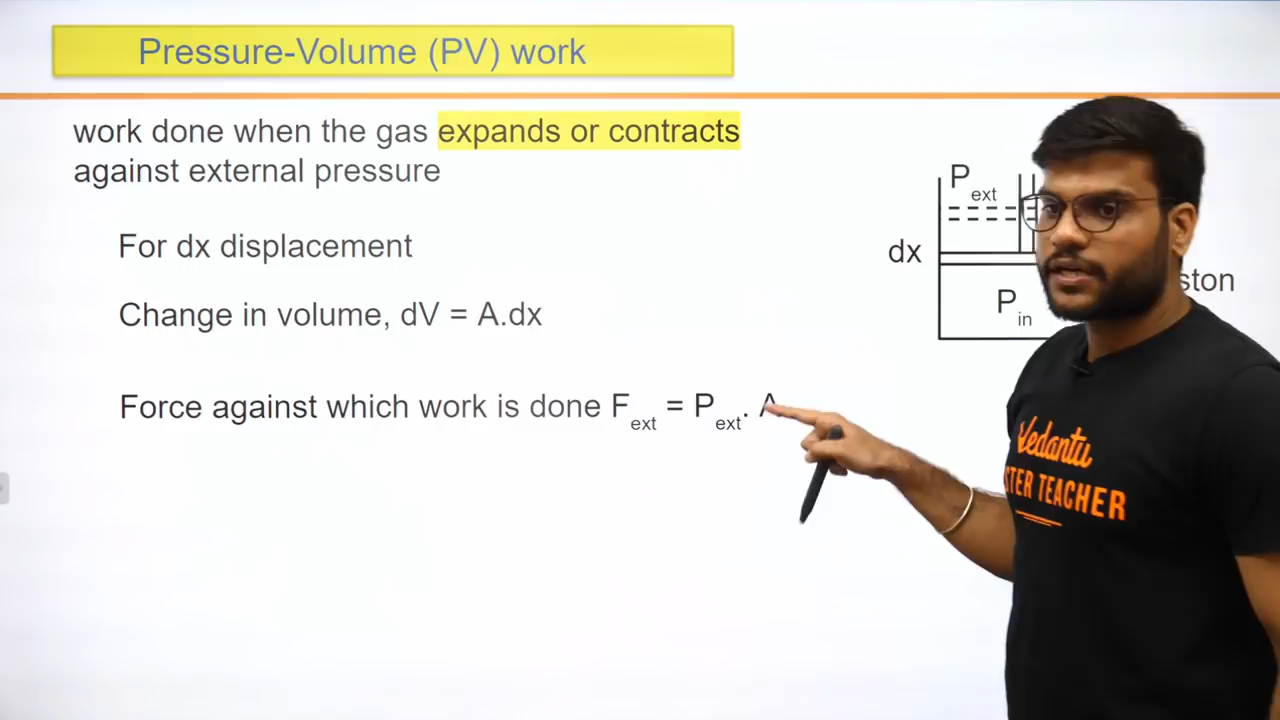 Pressure-Volume (PV) work
work done when the gas expands or contracts
against external pressure
For dx displacement
Change in volume, dV = A.dx
Force against which work is done F_ext = P_ext. A
P_ext
dx
P_in
Vedantu
TEACHER